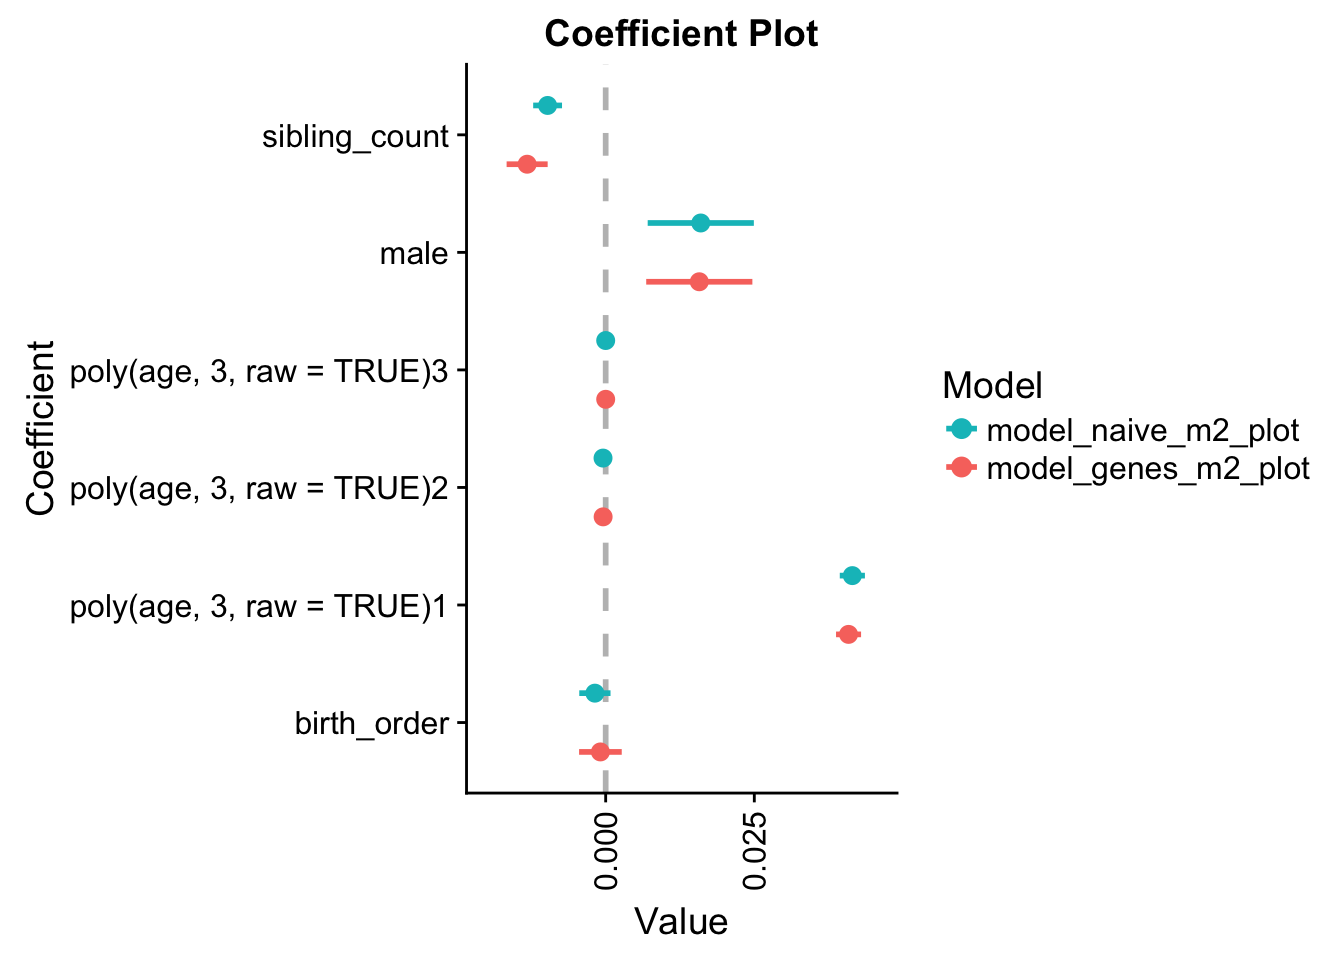 Coefficient Plot
Coefficient
sibling_count
male
poly(age, 3, raw = TRUE)3
poly(age, 3, raw = TRUE)2
poly(age, 3, raw = TRUE)1
birth_order
0.000
0.025
Value
Model
model_naive_m2_plot
model_genes_m2_plot